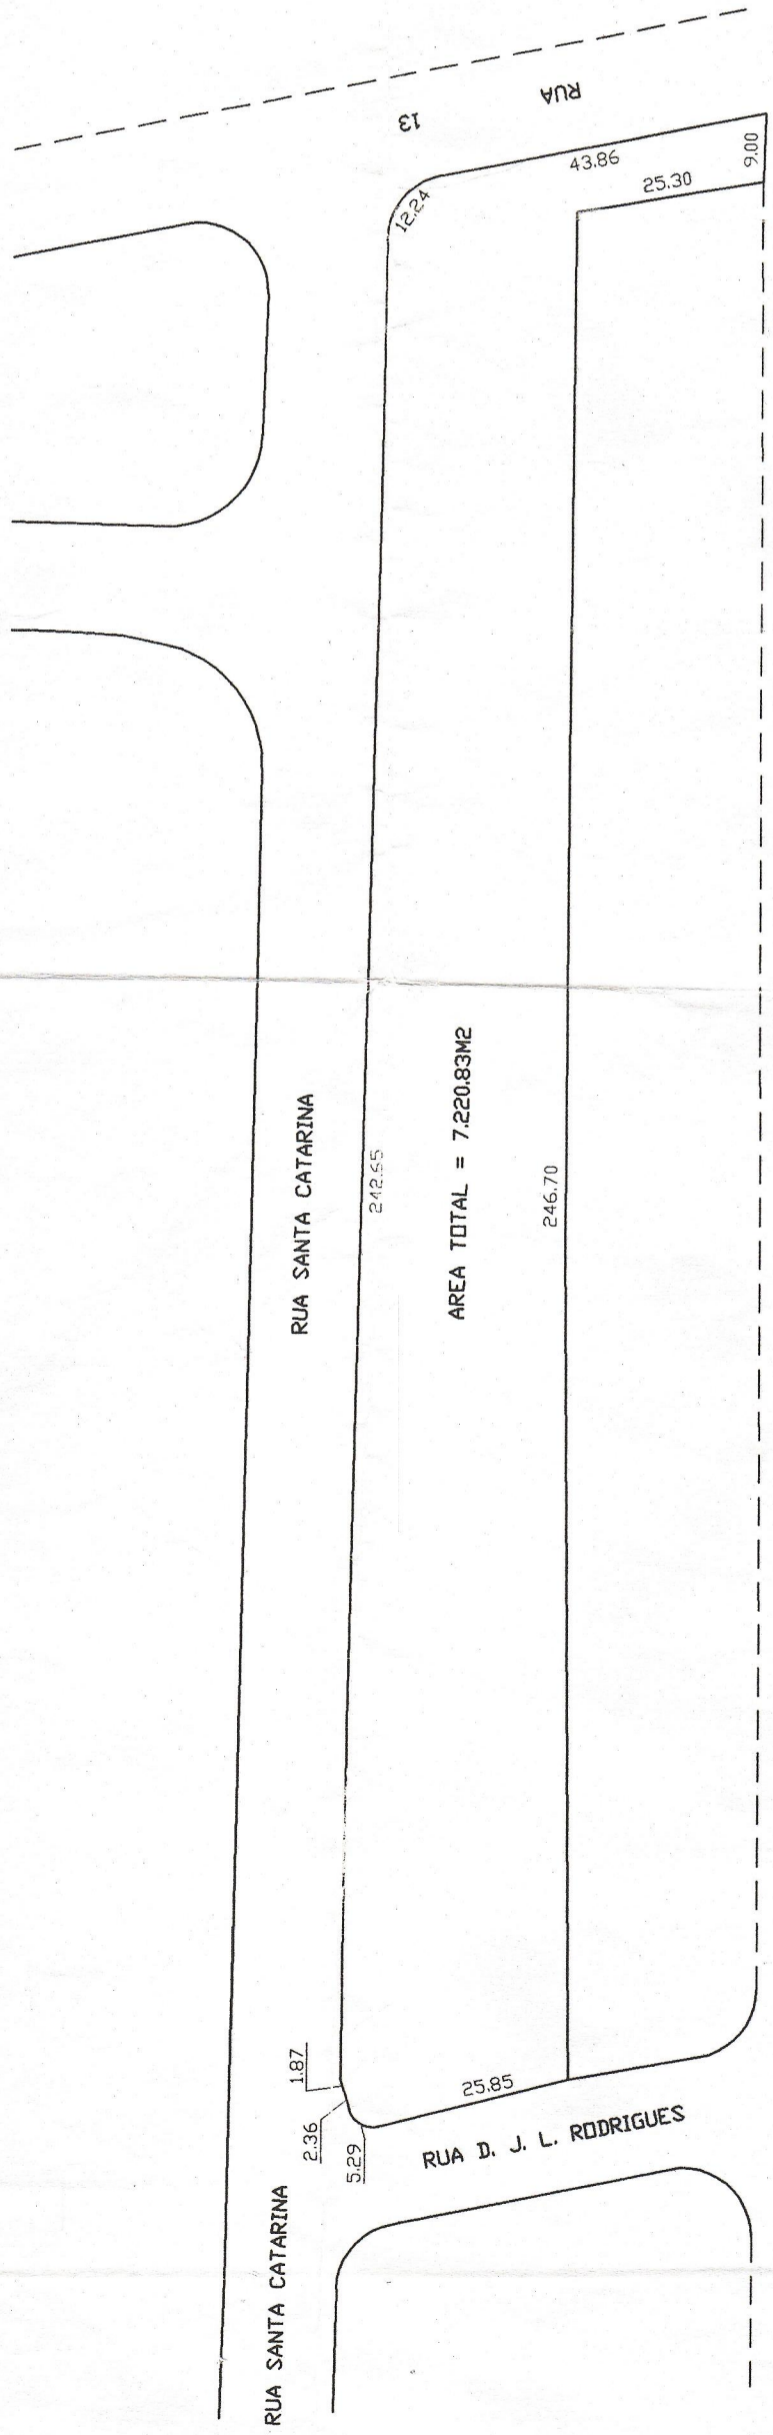 RUA 13
43.86
9.00
25.30
12.24
RUA SANTA CATARINA
242.65
AREA TOTAL = 7.220.83M2
246.70
1.87
2.36
5.29
25.85
RUA D. J. L. RODRIGUES
RUA SANTA CATARINA